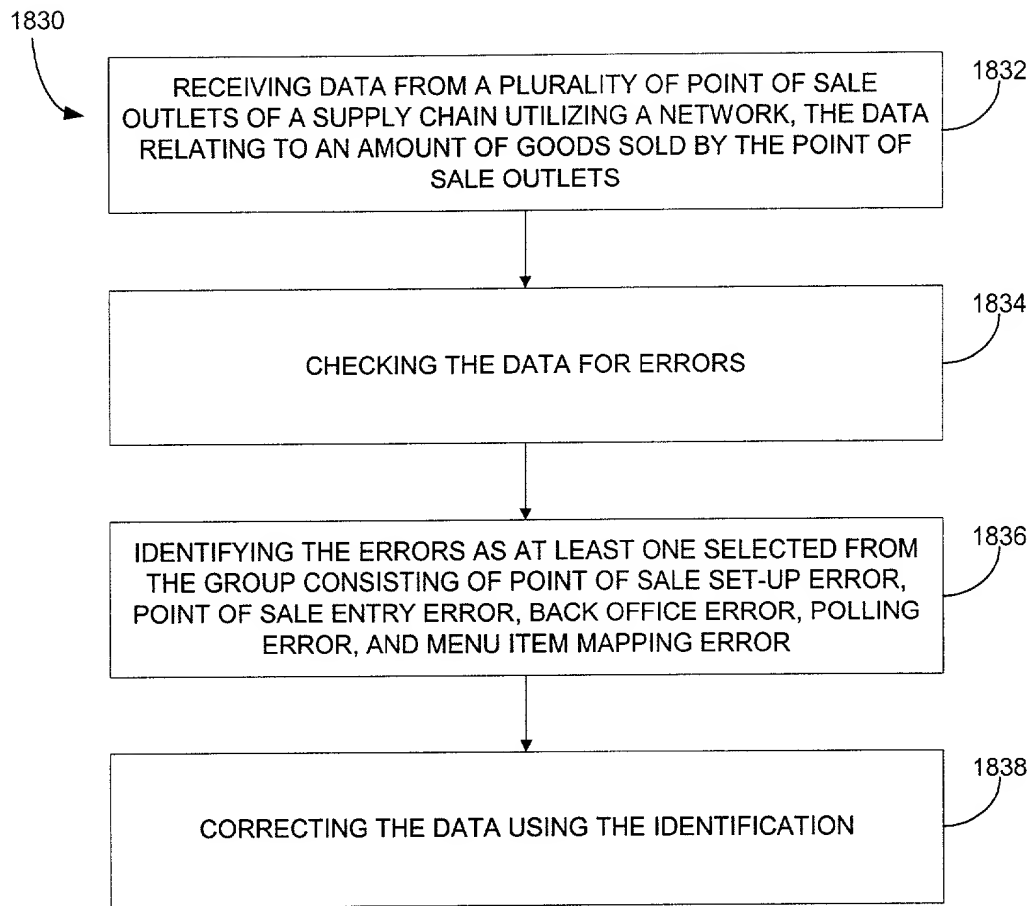 1830
RECEIVING DATA FROM A PLURALITY OF POINT OF SALE
OUTLETS OF A SUPPLY CHAIN UTILIZING A NETWORK, THE DATA
RELATING TO AN AMOUNT OF GOODS SOLD BY THE POINT OF
SALE OUTLETS
1832
CHECKING THE DATA FOR ERRORS
1834
IDENTIFYING THE ERRORS AS AT LEAST ONE SELECTED FROM
THE GROUP CONSISTING OF POINT OF SALE SET-UP ERROR,
POINT OF SALE ENTRY ERROR, BACK OFFICE ERROR, POLLING
ERROR, AND MENU ITEM MAPPING ERROR
1836
CORRECTING THE DATA USING THE IDENTIFICATION
1838